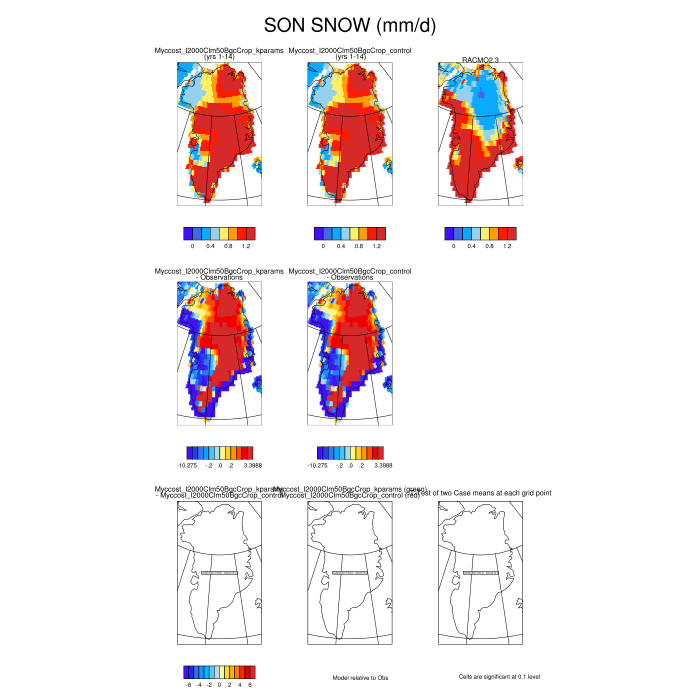 SON SNOW (mm/d)
Myccost_I2000Clm50BgcCrop_kparams
(yrs 1-14)
Myccost_I2000Clm50BgcCrop_control
(yrs 1-14)
RACMO2.3
0 0.4 0.8 1.2
0 0.4 0.8 1.2
0 0.4 0.8 1.2
Myccost_I2000Clm50BgcCrop_kparams
- Observations
Myccost_I2000Clm50BgcCrop_control
- Observations
-10.275 -.2 .0 .2 3.3988
-10.275 -.2 .0 .2 3.3988
Myccost_I2000Clm50BgcCrop_kparams
- Myccost_I2000Clm50BgcCrop_control
Myccost_I2000Clm50BgcCrop_kparams (green)
Myccost_I2000Clm50BgcCrop_control (red)
of two Case means at each grid point
-6 -4 -2 0 2 4 6
Model relative to Obs
Cells are significant at 0.1 level